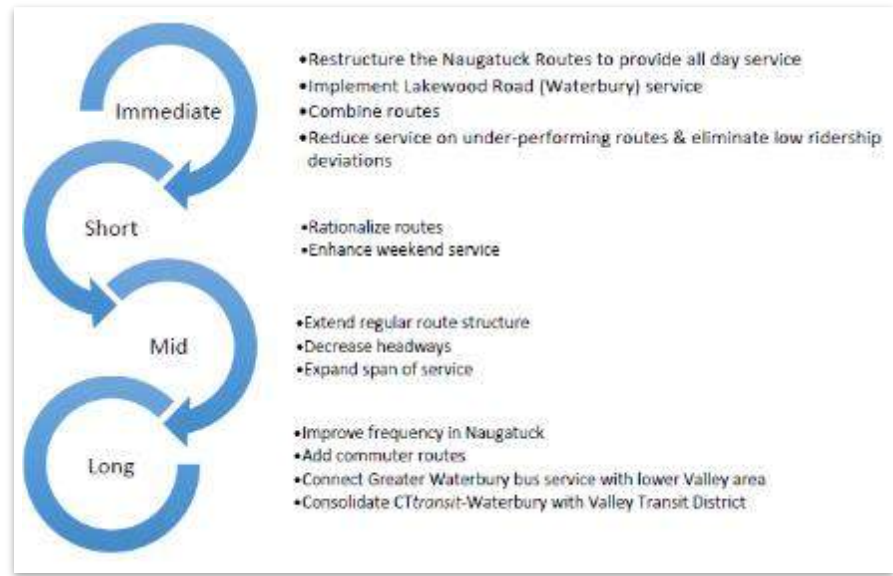 Immediate
•Restructure the Naugatuck Routes to provide all day service
•Implement Lakewood Road (Waterbury) service
•Combine routes
•Reduce service on under-performing routes & eliminate low ridership
deviations
Short
•Rationalize routes
•Enhance weekend service
Mid
•Extend regular route structure
•Decrease headways
•Expand span of service
Long
•Improve frequency in Naugatuck
•Add commuter routes
•Connect Greater Waterbury bus service with lower Valley area
•Consolidate CTtransit-Waterbury with Valley Transit District